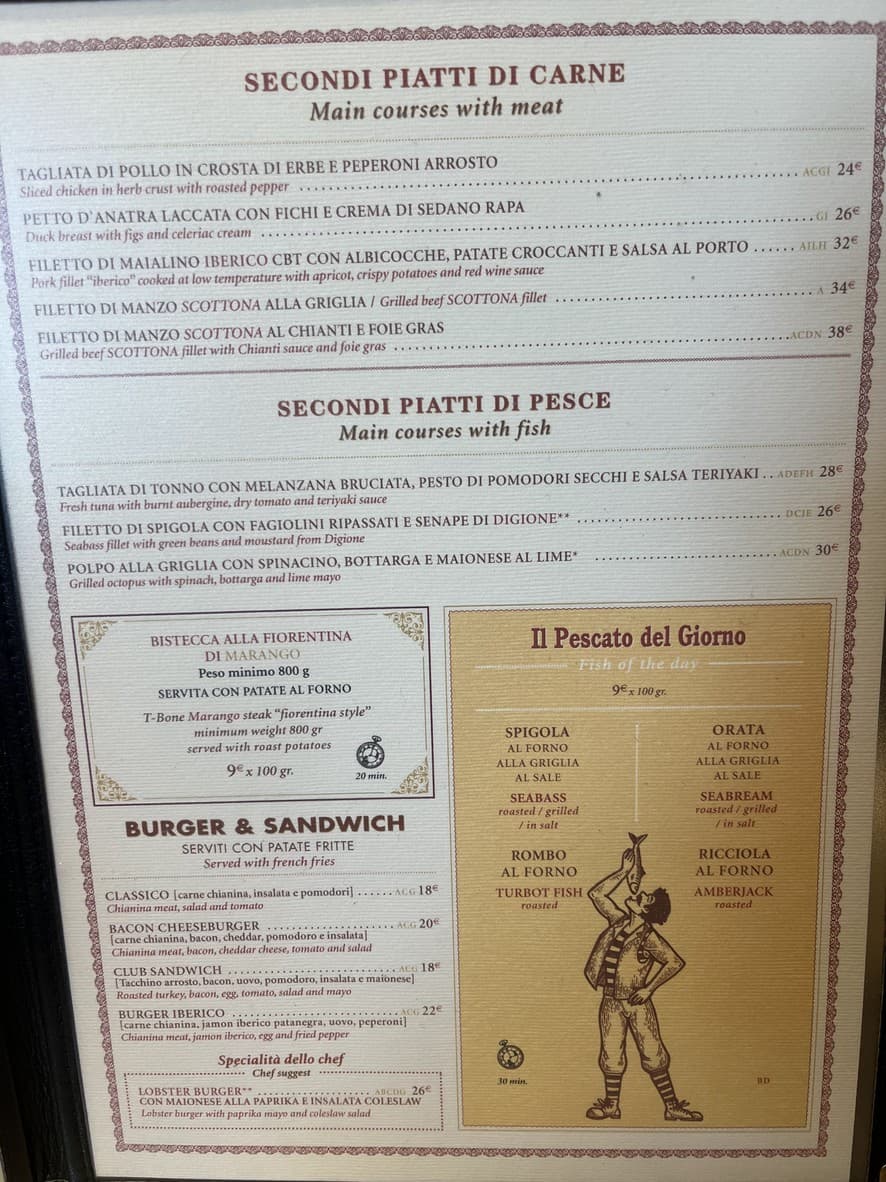 SECONDI PIATTI DI CARNE
Main courses with meat
TAGLIATA DI POLLO IN CROSTA DI ERBE E PEPERONI ARROSTO
Sliced chicken in herb crust with roasted pepper ACGI 24€
PETTO D'ANATRA LACCATA CON FICHI E CREMA DI SEDANO RAPA
Duck breast with figs and celeriac cream GI 26€
FILETTO DI MAIALINO IBERICO CBT CON ALBICOCCHE, PATATE CROCCANTI E SALSA AL PORTO ...... AILH 32€
Pork fillet "iberico" cooked at low temperature with apricot, crispy potatoes and red wine sauce
FILETTO DI MANZO SCOTTONA ALLA GRIGLIA / Grilled beef SCOTTONA fillet A 34€
FILETTO DI MANZO SCOTTONA AL CHIANTI E FOIE GRAS
Grilled beef SCOTTONA fillet with Chianti sauce and foie gras ACDN 38€
SECONDI PIATTI DI PESCE
Main courses with fish
TAGLIATA DI TONNO CON MELANZANA BRUCIATA, PESTO DI POMODORI SECCHI E SALSA TERIYAKI .. ADEFH 28€
Fresh tuna with burnt aubergine, dry tomato and teriyaki sauce
FILETTO DI SPIGOLA CON FAGIOLINI RIPASSATI E SENAPE DI DIGIONE** DCIE 26€
Seabass fillet with green beans and moustard from Digione
POLPO ALLA GRIGLIA CON SPINACINO, BOTTARGA E MAIONESE AL LIME* ACDN 30€
Grilled octopus with spinach, bottarga and lime mayo
BISTECCA ALLA FIORENTINA
DI MARANGO
Peso minimo 800 g
SERVITA CON PATATE AL FORNO
T-Bone Marango steak "fiorentina style"
minimum weight 800 gr
served with roast potatoes
9€ x 100 gr.
20 min.
BURGER & SANDWICH
SERVITI CON PATATE FRITTE
Served with french fries
CLASSICO [carne chianina, insalata e pomodori] ...... ACG 18€
Chianina meat, salad and tomato
BACON CHEESEBURGER ACG 20€
[carne chianina, bacon, cheddar, pomodoro e insalata]
Chianina meat, bacon, cheddar cheese, tomato and salad
CLUB SANDWICH ACG 18€
[Tacchino arrosto, bacon, uovo, pomodoro, insalata e maionese]
Roasted turkey, bacon, egg, tomato, salad and mayo
BURGER IBERICO ACG 22€
[carne chianina, jamon iberico patanegra, uovo, peperoni]
Chianina meat, jamon iberico, egg and fried pepper
Specialità dello chef
Chef suggest
LOBSTER BURGER** ABCDG 26€
CON MAIONESE ALLA PAPRIKA E INSALATA COLESLAW
Lobster burger with paprika mayo and coleslaw salad
Il Pescato del Giorno
Fish of the day
9€ x 100 gr.
SPIGOLA
AL FORNO
ALLA GRIGLIA
AL SALE
SEABASS
roasted / grilled
/ in salt
ORATA
AL FORNO
ALLA GRIGLIA
AL SALE
SEABREAM
roasted / grilled
/ in salt
ROMBO
AL FORNO
TURBOT FISH
roasted
RICCIOLA
AL FORNO
AMBERJACK
roasted
30 min.
BD